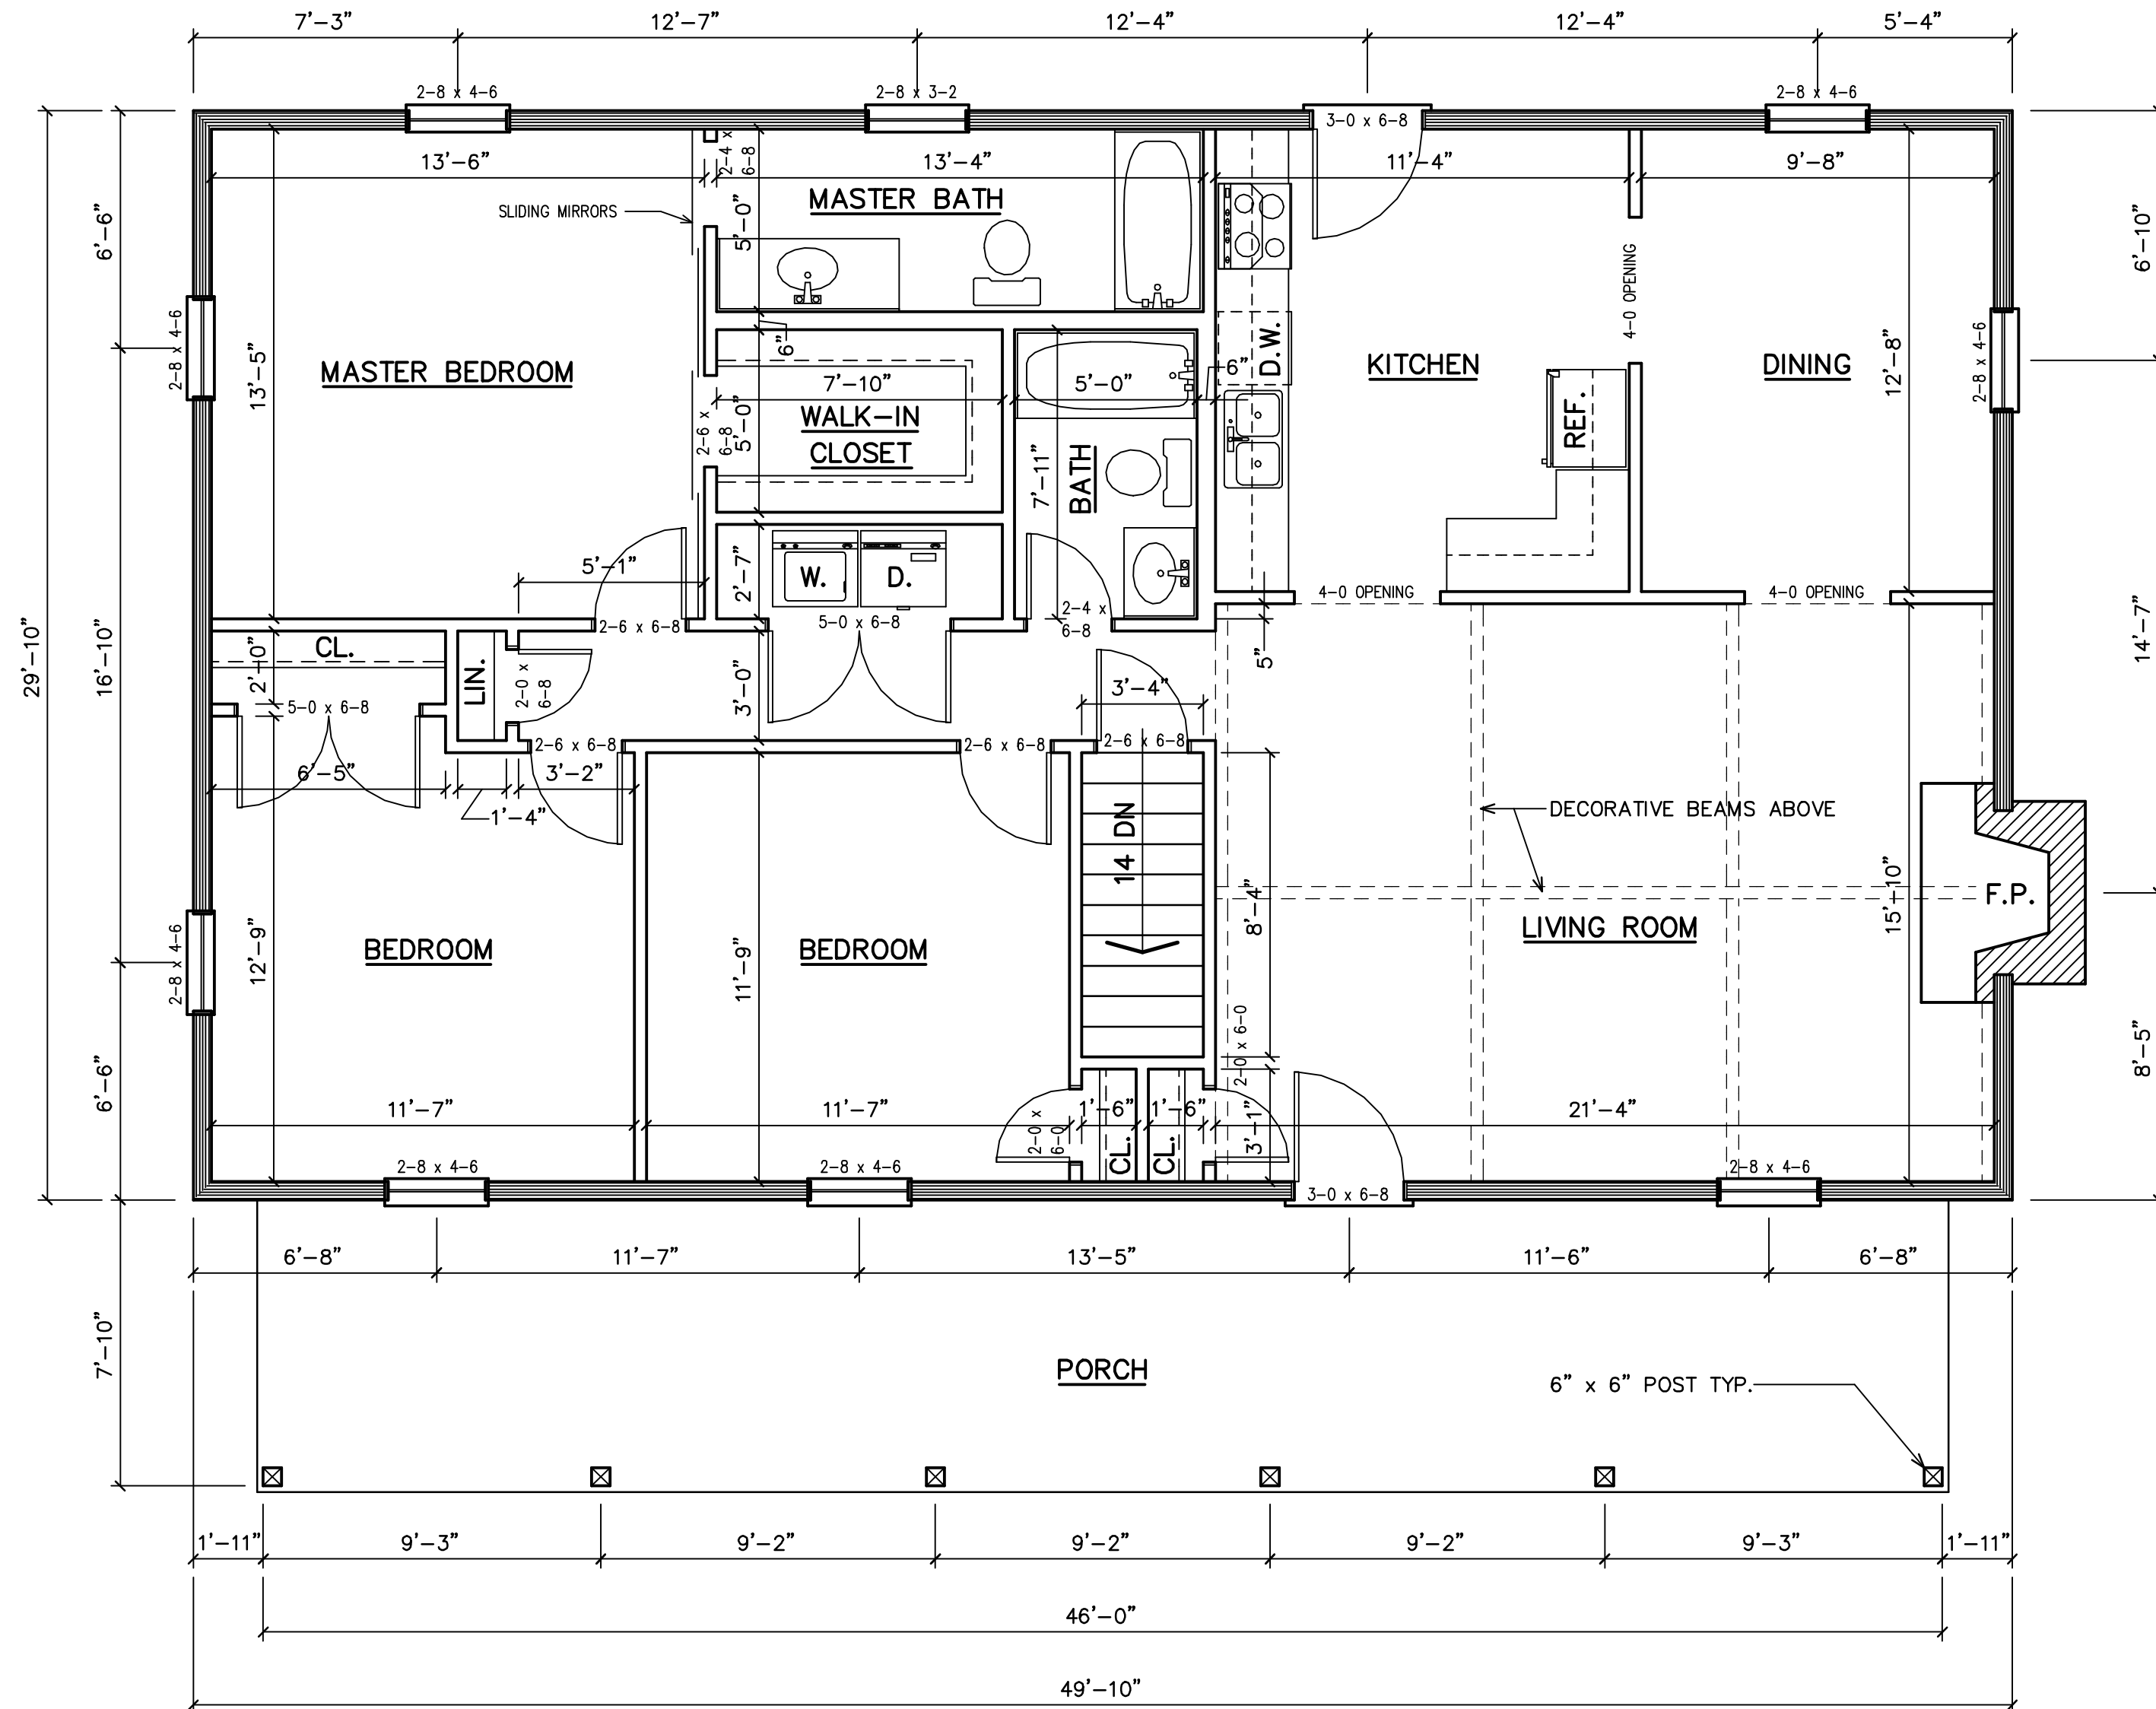 7'-3" 12'-7" 12'-4" 12'-4" 5'-4"
2-8 x 4-6
2-8 x 3-2
3-0 x 6-8
2-8 x 4-6
13'-6"
2-4 x
6-8
13'-4"
11'-4"
9'-8"
SLIDING MIRRORS
MASTER BATH
5'-0"
6'-6"
6'-10"
4-0 OPENING
2-8 x 4-6
13'-5"
MASTER BEDROOM
6"
7'-10"
WALK-IN
CLOSET
5'-0"
2-6 x
6-8
5'-0"
6"
D.W.
KITCHEN
DINING
12'-8"
2-8 x 4-6
REF.
7'-11"
BATH
5'-1"
2'-7"
W.
D.
2-6 x 6-8
5-0 x 6-8
2-4 x
6-8
4-0 OPENING
4-0 OPENING
5"
29'-10"
16'-10"
14'-7"
CL.
2'-0"
LIN.
2-0 x
6-8
3'-0"
3'-4"
5-0 x 6-8
2-6 x 6-8
2-6 x 6-8
2-6 x 6-8
6'-5"
1'-4"
3'-2"
14 DN
DECORATIVE BEAMS ABOVE
F.P.
15'-10"
8'-4"
LIVING ROOM
BEDROOM
BEDROOM
12'-9"
11'-9"
2-8 x 4-6
6'-6"
8'-5"
2-0 x 6-0
11'-7"
11'-7"
2-0 x
6-0
1'-6"
1'-6"
CL.
CL.
3'-1"
21'-4"
2-8 x 4-6
2-8 x 4-6
3-0 x 6-8
2-8 x 4-6
6'-8" 11'-7" 13'-5" 11'-6" 6'-8"
7'-10"
PORCH
6" x 6" POST TYP.
1'-11" 9'-3" 9'-2" 9'-2" 9'-2" 9'-3" 1'-11"
46'-0"
49'-10"